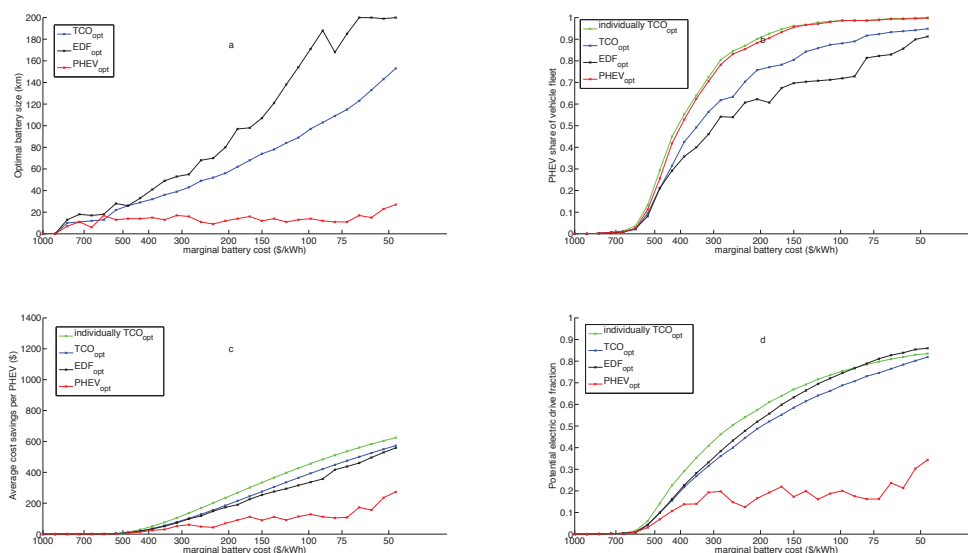 200
180
160
140
120
100
80
60
40
20
0
Optimal battery size (km)
TCO_opt
EDF_opt
PHEV_opt
a
1000 700 500 400 300 200 150 100 75 50
marginal battery cost ($/kWh)
1
0.9
0.8
0.7
0.6
0.5
0.4
0.3
0.2
0.1
0
PHEV share of vehicle fleet
individually TCO_opt
TCO_opt
EDF_opt
PHEV_opt
b
1000 700 500 400 300 200 150 100 75 50
marginal battery cost ($/kWh)
1400
1200
1000
800
600
400
200
0
Average cost savings per PHEV ($)
individually TCO_opt
TCO_opt
EDF_opt
PHEV_opt
c
1000 700 500 400 300 200 150 100 75 50
marginal battery cost ($/kWh)
1
0.9
0.8
0.7
0.6
0.5
0.4
0.3
0.2
0.1
0
Potential electric drive fraction
individually TCO_opt
TCO_opt
EDF_opt
PHEV_opt
d
1000 700 500 400 300 200 150 100 75 50
marginal battery cost ($/kWh)